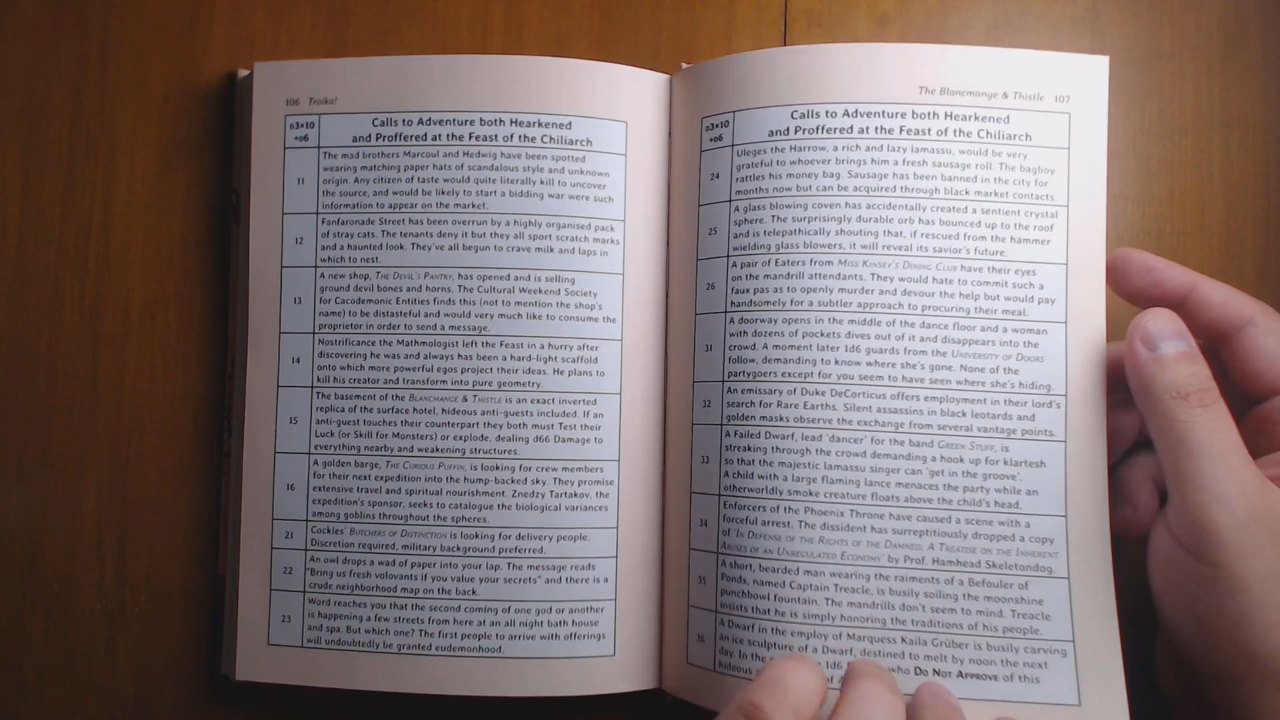 106 Troika!
D3×10 +D6
Calls to Adventure both Hearkened
and Proffered at the Feast of the Chiliarch
11
The mad brothers Marcoul and Hedwig have been spotted
wearing matching paper hats of scandalous style and unknown
origin. Any citizen of taste would quite literally kill to uncover
the source, and would be likely to start a bidding war were such
information to appear on the market.
12
Fanfaronade Street has been overrun by a highly organised pack
of stray cats. The tenants deny it but they all sport scratch marks
and a haunted look. They've all begun to crave milk and laps in
which to nest.
13
A new shop, The Devil's Pantry, has opened and is selling
ground devil bones and horns. The Cultural Weekend Society
for Cacodemonic Entities finds this (not to mention the shop's
name) to be distasteful and would very much like to consume the
proprietor in order to send a message.
14
Nostrificance the Mathmologist left the Feast in a hurry after
discovering he was and always has been a hard-light scaffold
onto which more powerful egos project their ideas. He plans to
kill his creator and transform into pure geometry.
15
The basement of the Blancmange & Thistle is an exact inverted
replica of the surface hotel, hideous anti-guests included. If an
anti-guest touches their counterpart they both must Test their
Luck (or Skill for Monsters) or explode, dealing d66 Damage to
everything nearby and weakening structures.
16
A golden barge, The Curious Puffin, is looking for crew members
for their next expedition into the hump-backed sky. They promise
extensive travel and spiritual nourishment. Znedzy Tartakov, the
expedition's sponsor, seeks to catalogue the biological variances
among goblins throughout the spheres.
21
Cockles' Butchers of Distinction is looking for delivery people.
Discretion required, military background preferred.
22
An owl drops a wad of paper into your lap. The message reads
"Bring us fresh volovants if you value your secrets" and there is a
crude neighborhood map on the back.
23
Word reaches you that the second coming of one god or another
is happening a few streets from here at an all night bath house
and spa. But which one? The first people to arrive with offerings
will undoubtedly be granted eudemonhood.
The Blancmange & Thistle 107
D3×10 +D6
Calls to Adventure both Hearkened
and Proffered at the Feast of the Chiliarch
24
Uleges the Harrow, a rich and lazy lamassu, would be very
grateful to whoever brings him a fresh sausage roll. The bagboy
rattles his money bag. Sausage has been banned in the city for
months now but can be acquired through black market contacts.
25
A glass blowing coven has accidentally created a sentient crystal
sphere. The surprisingly durable orb has bounced up to the roof
and is telepathically shouting that, if rescued from the hammer
wielding glass blowers, it will reveal its savior's future.
26
A pair of Eaters from Miss Kinsey's Dining Club have their eyes
on the mandrill attendants. They would hate to commit such a
faux pas as to openly murder and devour the help but would pay
handsomely for a subtler approach to procuring their meal.
31
A doorway opens in the middle of the dance floor and a woman
with dozens of pockets dives out of it and disappears into the
crowd. A moment later 1d6 guards from the University of Doors
follow, demanding to know where she's gone. None of the
partygoers except for you seem to have seen where she's hiding.
32
An emissary of Duke DeCorticus offers employment in their lord's
search for Rare Earths. Silent assassins in black leotards and
golden masks observe the exchange from several vantage points.
33
A Failed Dwarf, lead 'dancer' for the band Green Stuff, is
streaking through the crowd demanding a hook up for klartesh
so that the majestic lamassu singer can 'get in the groove'.
A child with a large flaming lance menaces the party while an
otherworldly smoke creature floats above the child's head.
34
Enforcers of the Phoenix Throne have caused a scene with a
forceful arrest. The dissident has surreptitiously dropped a copy
of 'In Defense of the Rights of the Damned: A Treatise on the Inherent
Abuses of an Unregulated Economy' by Prof. Hamhead Skeletondog.
35
A short, bearded man wearing the raiments of a Befouler of
Ponds, named Captain Treacle, is busily soiling the moonshine
punchbowl fountain. The mandrills don't seem to mind. Treacle
insists that he is simply honoring the traditions of his people.
36
A Dwarf in the employ of Marquess Kaila Grüber is busily carving
an ice sculpture of a Dwarf, destined to melt by noon the next
day. In the 1d6 who Do Not Approve of this
hideous of